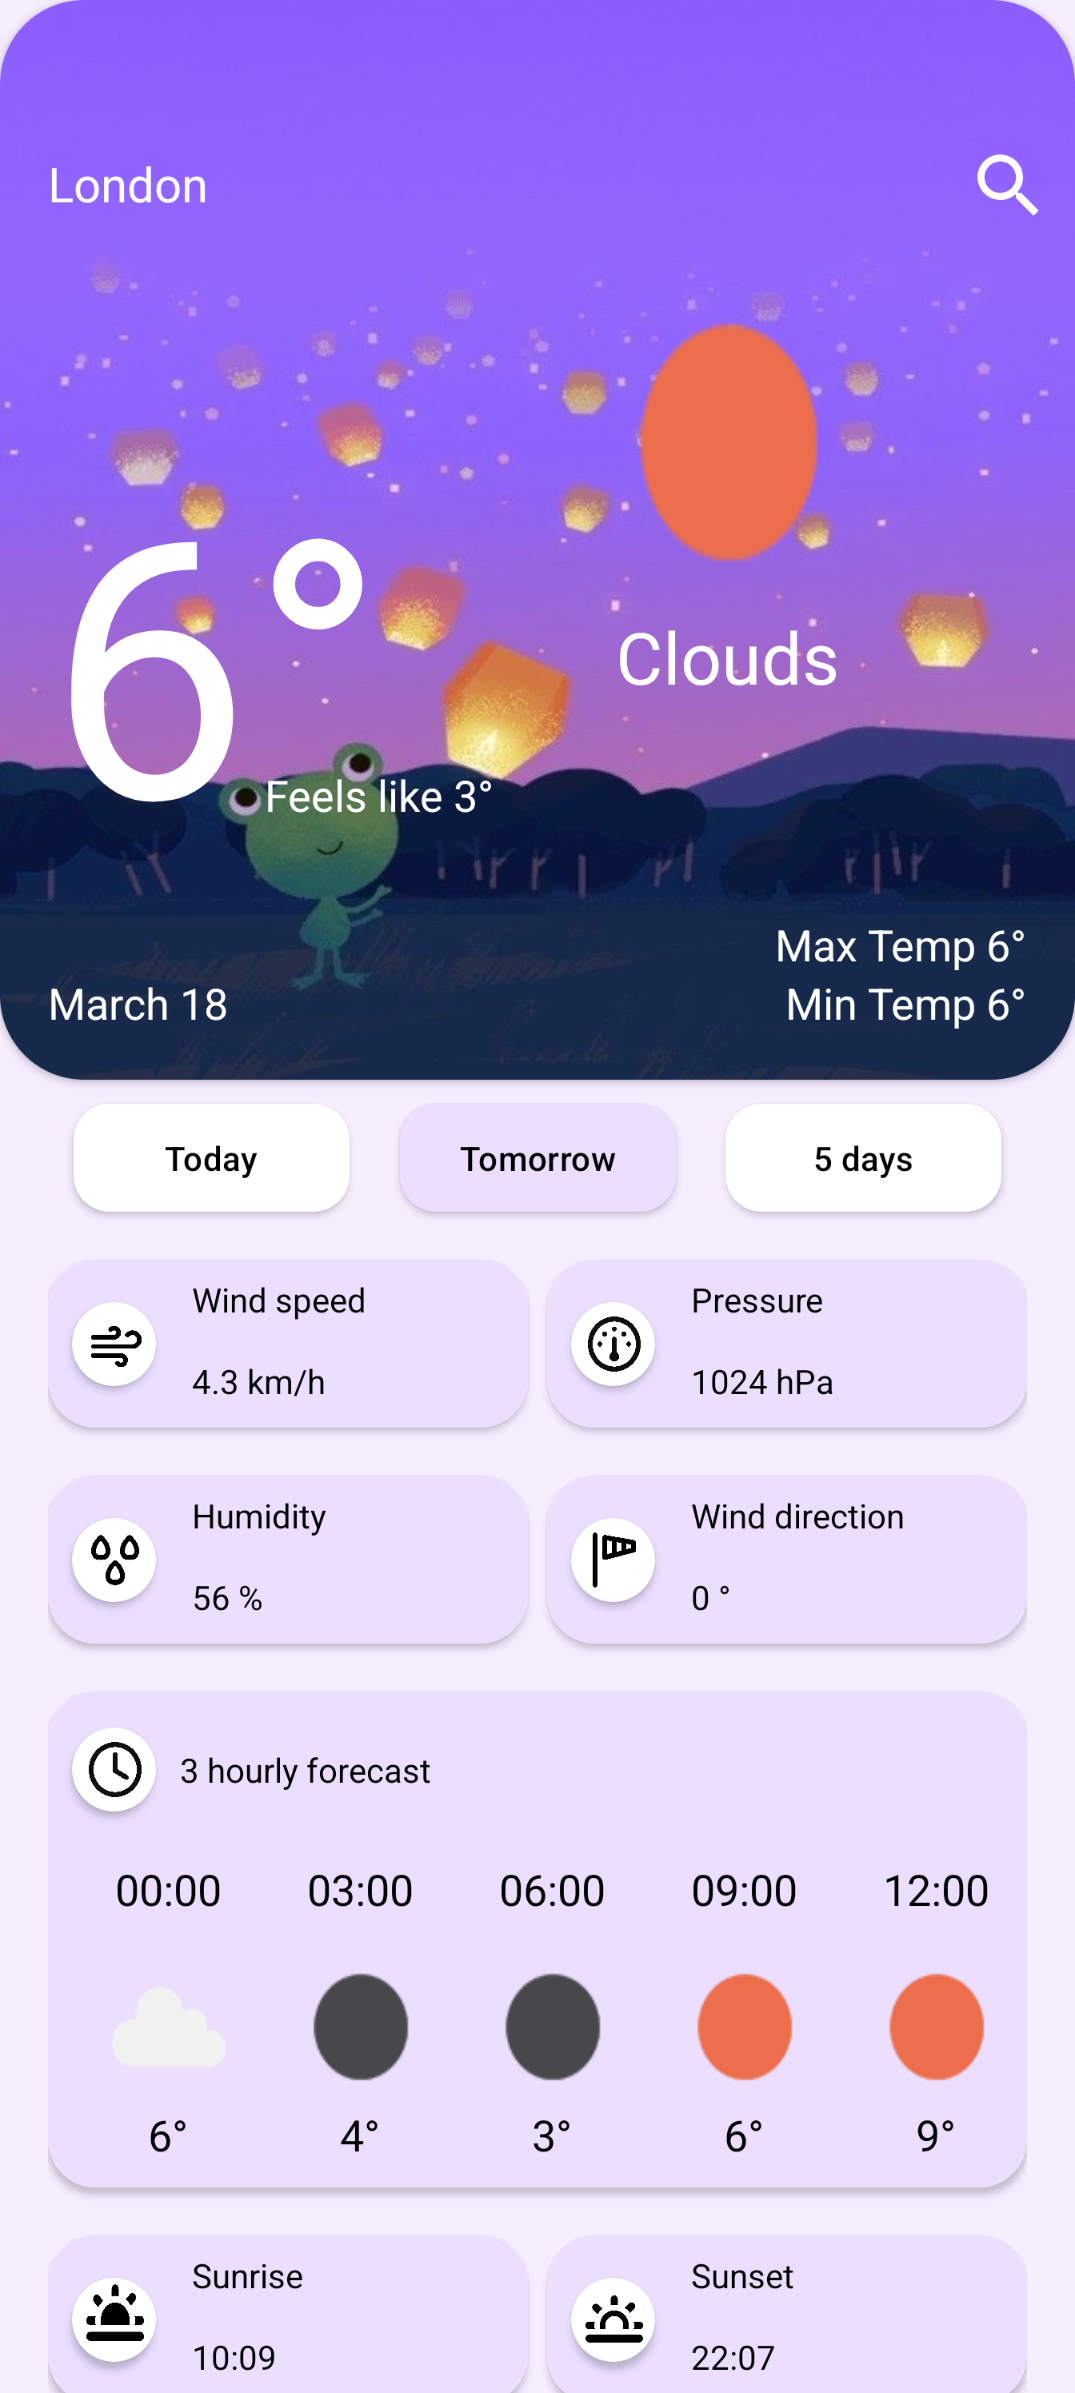 London
6°
Clouds
Feels like 3°
Max Temp 6°
March 18
Min Temp 6°
Today
Tomorrow
5 days
Wind speed
4.3 km/h
Pressure
1024 hPa
Humidity
56 %
Wind direction
0 °
3 hourly forecast
00:00 03:00 06:00 09:00 12:00
6° 4° 3° 6° 9°
Sunrise
10:09
Sunset
22:07